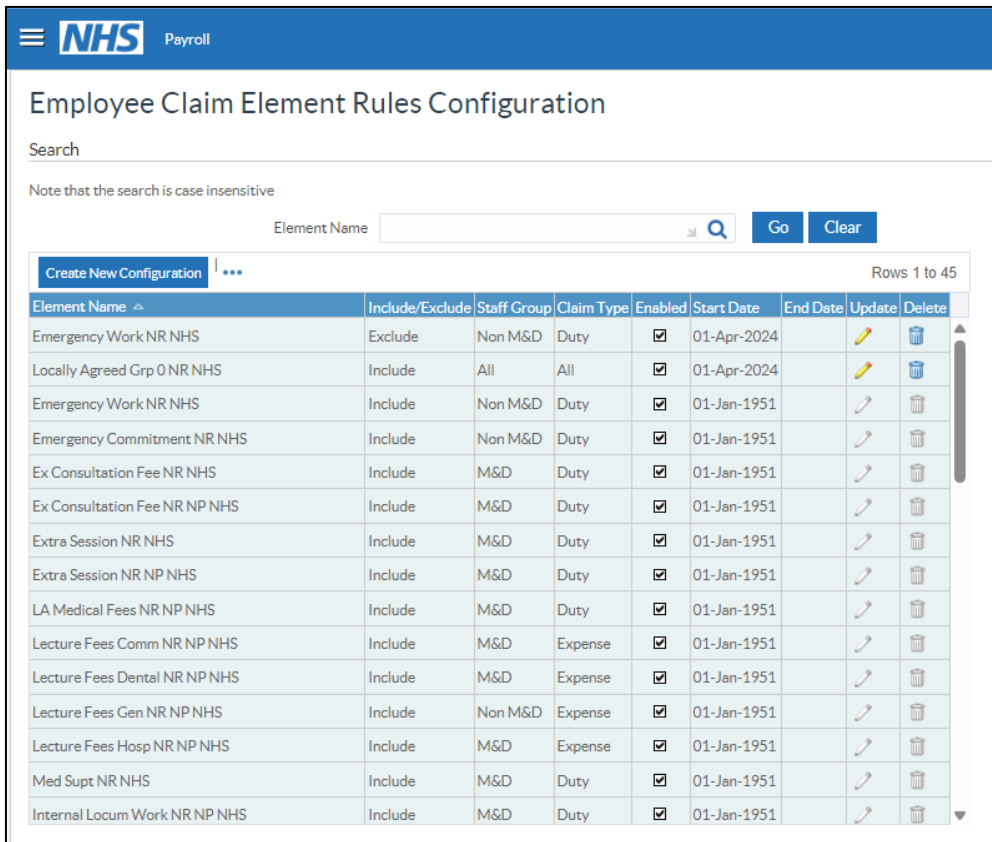 NHS Payroll
Employee Claim Element Rules Configuration
Search
Note that the search is case insensitive
Element Name Go Clear
Create New Configuration | ••• Rows 1 to 45
Element Name Include/Exclude Staff Group Claim Type Enabled Start Date End Date Update Delete
Emergency Work NR NHS Exclude Non M&D Duty 01-Apr-2024
Locally Agreed Grp 0 NR NHS Include All All 01-Apr-2024
Emergency Work NR NHS Include Non M&D Duty 01-Jan-1951
Emergency Commitment NR NHS Include Non M&D Duty 01-Jan-1951
Ex Consultation Fee NR NHS Include M&D Duty 01-Jan-1951
Ex Consultation Fee NR NP NHS Include M&D Duty 01-Jan-1951
Extra Session NR NHS Include M&D Duty 01-Jan-1951
Extra Session NR NP NHS Include M&D Duty 01-Jan-1951
LA Medical Fees NR NP NHS Include M&D Duty 01-Jan-1951
Lecture Fees Comm NR NP NHS Include M&D Expense 01-Jan-1951
Lecture Fees Dental NR NP NHS Include M&D Expense 01-Jan-1951
Lecture Fees Gen NR NP NHS Include Non M&D Expense 01-Jan-1951
Lecture Fees Hosp NR NP NHS Include M&D Expense 01-Jan-1951
Med Supt NR NHS Include M&D Duty 01-Jan-1951
Internal Locum Work NR NP NHS Include M&D Duty 01-Jan-1951